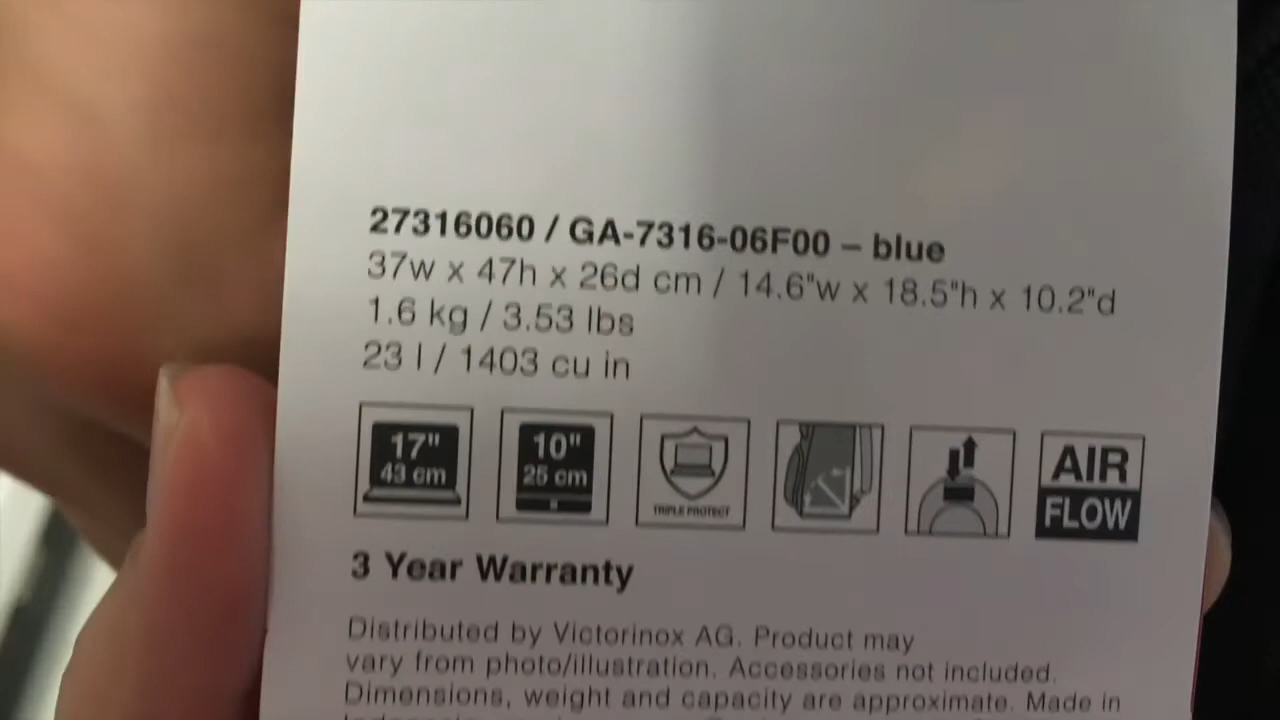 27316060 / GA-7316-06F00 – blue
37w x 47h x 26d cm / 14.6"w x 18.5"h x 10.2"d
1.6 kg / 3.53 lbs
23 l / 1403 cu in
17"
43 cm
10"
25 cm
TRIPLE PROTECT
AIR
FLOW
3 Year Warranty
Distributed by Victorinox AG. Product may
vary from photo/illustration. Accessories not included.
Dimensions, weight and capacity are approximate. Made in